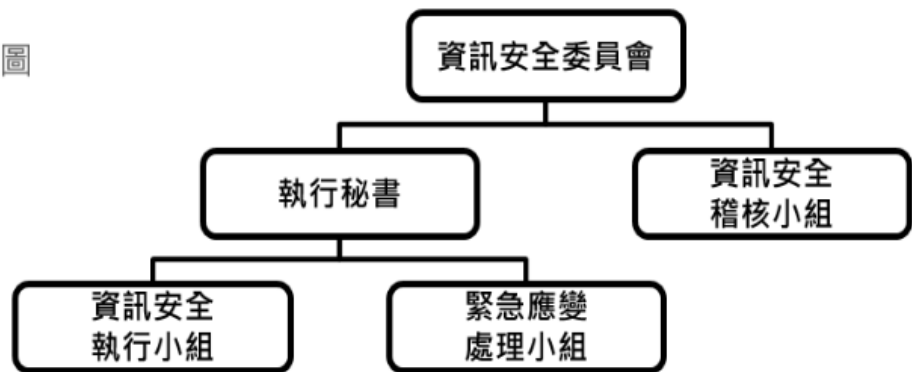 圖
資訊安全委員會
執行秘書
資訊安全
稽核小組
資訊安全
執行小組
緊急應變
處理小組